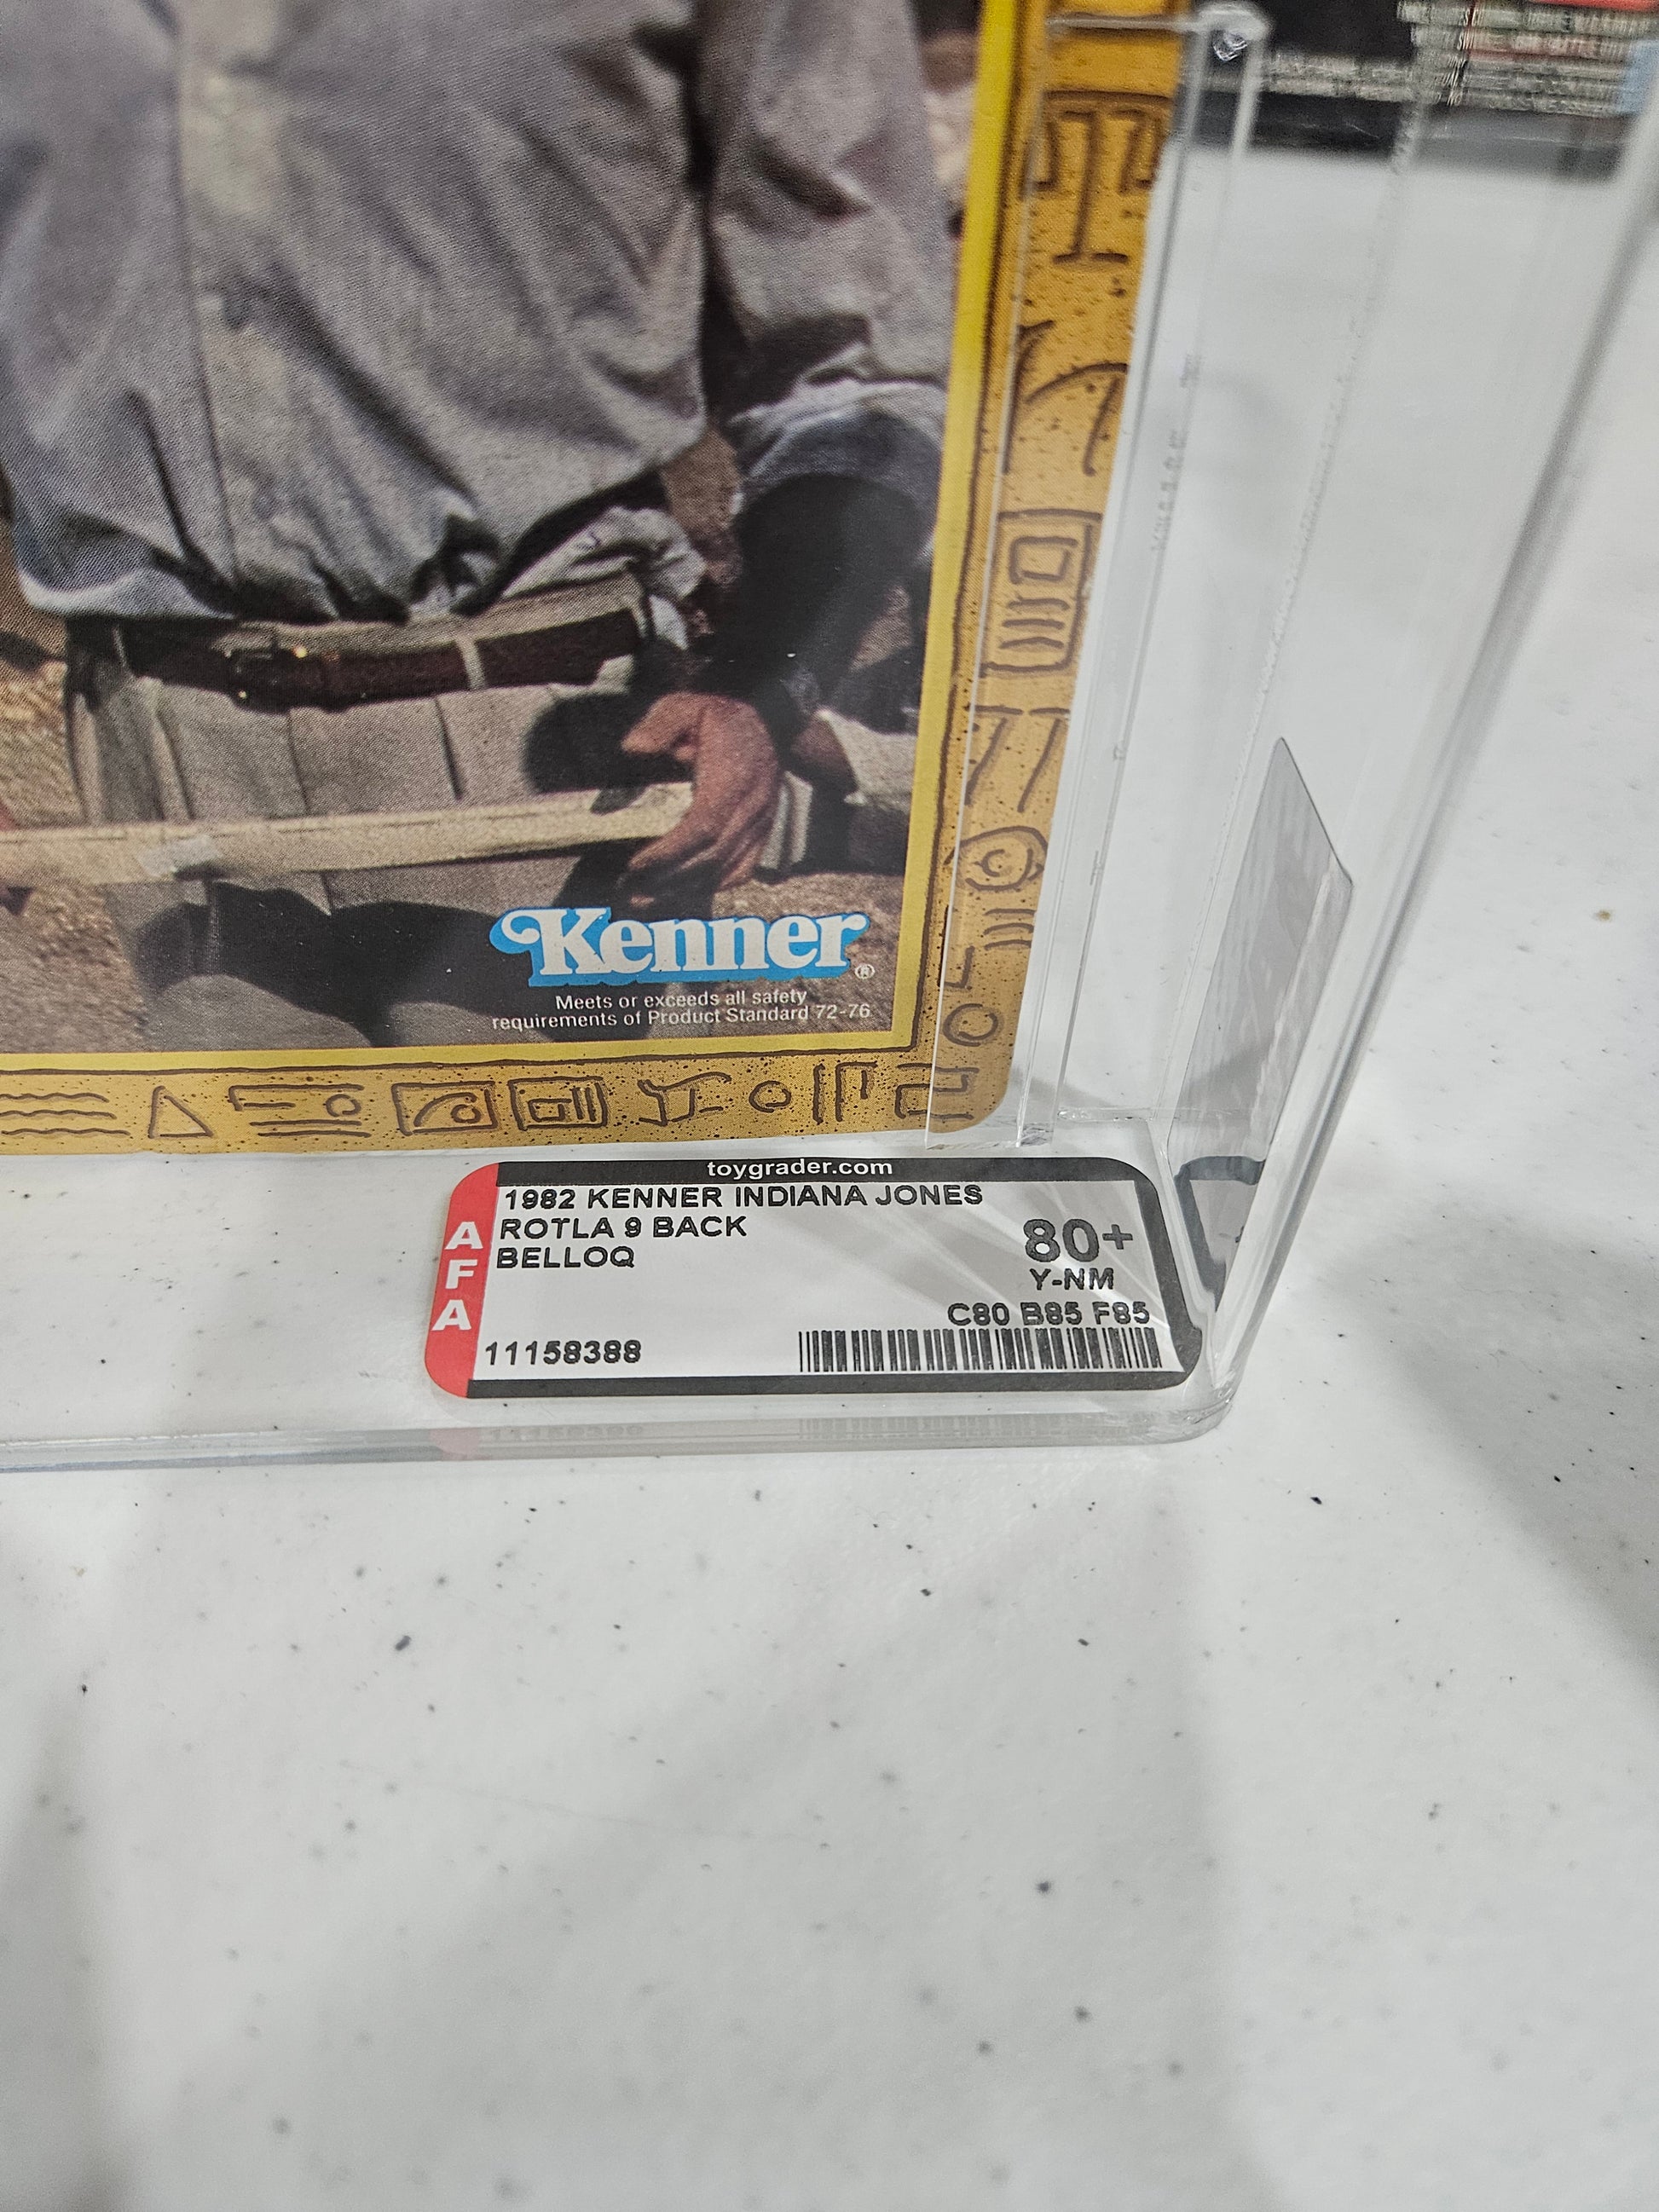 T
Kenner®
Meets or exceeds all safety
requirements of Product Standard 72-76
toygrader.com
AFA
1982 KENNER INDIANA JONES
ROTLA 9 BACK
BELLOQ
80+
Y-NM
C80 B85 F85
11158388